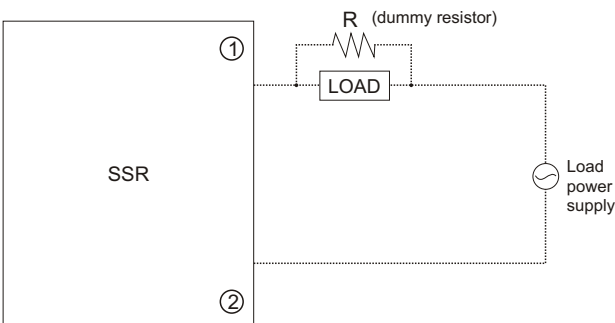 R (dummy resistor)
①
LOAD
SSR
Load
power
supply
②